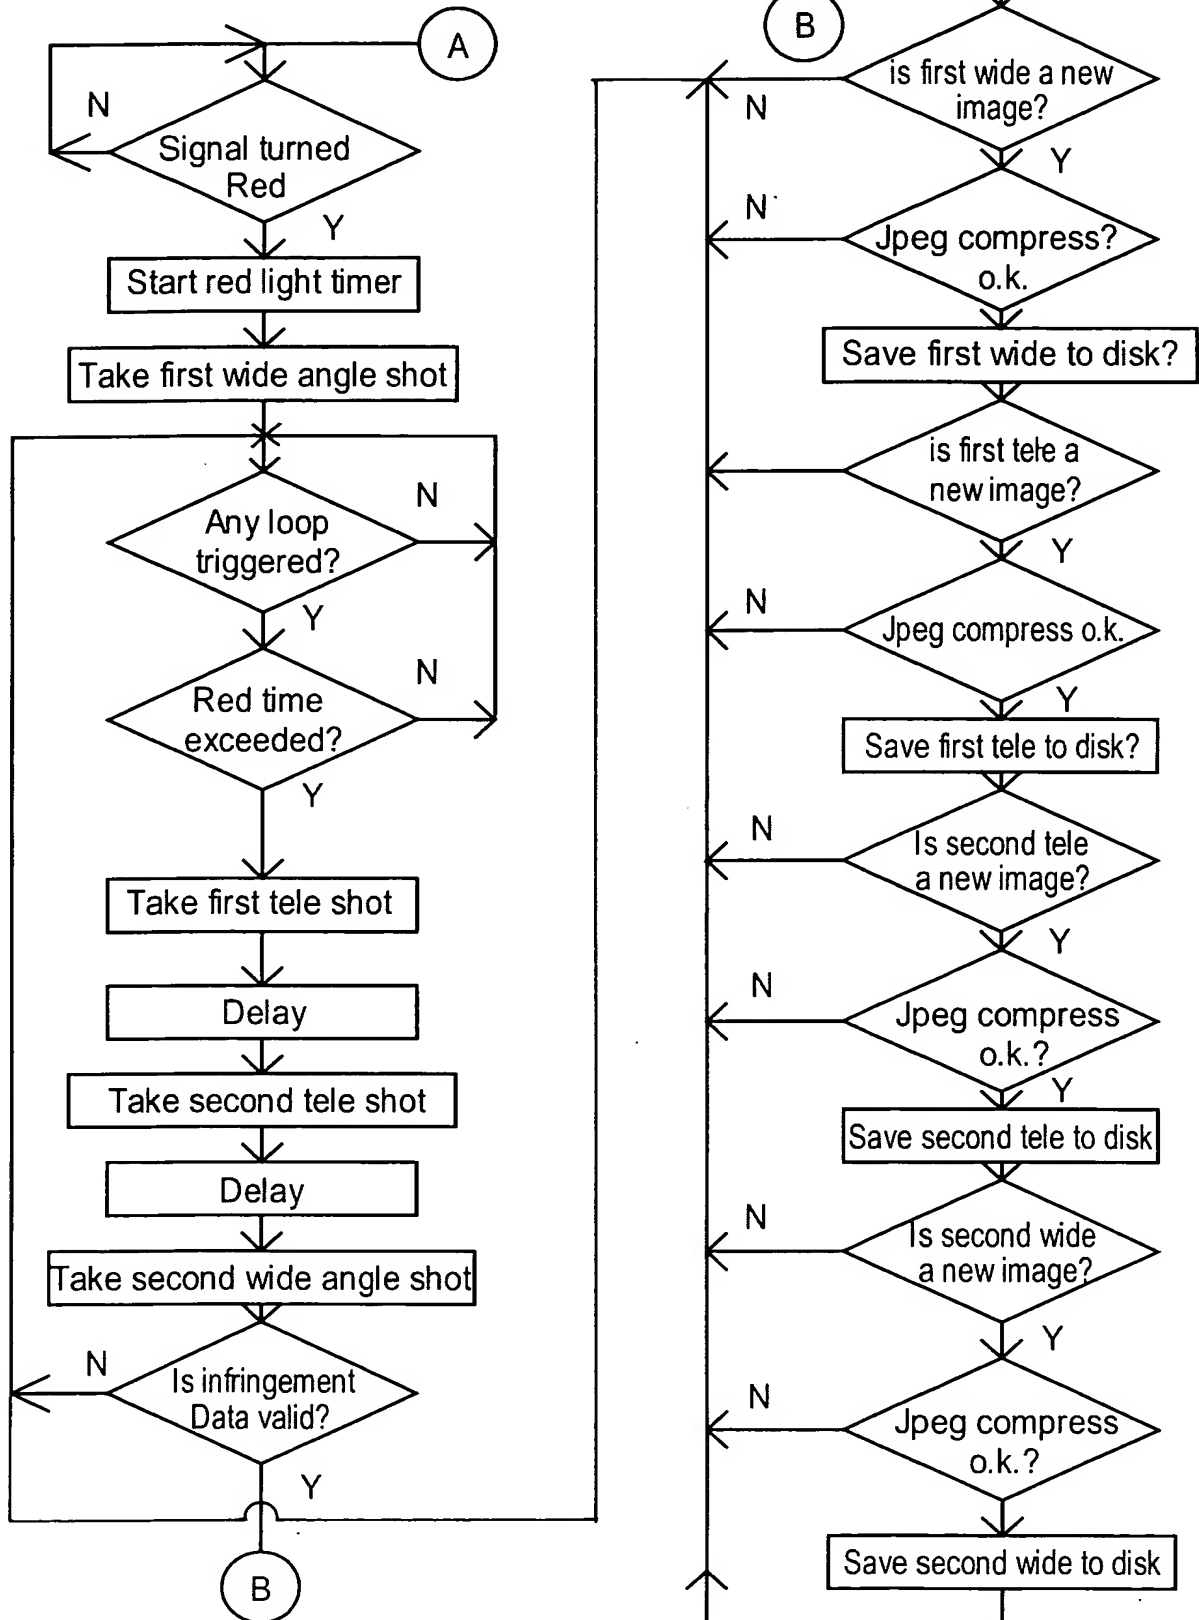 A
N
Signal turned
Red
Y
Start red light timer
Take first wide angle shot
N
Any loop
triggered?
Y
N
Red time
exceeded?
Y
Take first tele shot
Delay
Take second tele shot
Delay
Take second wide angle shot
N
Is infringement
Data valid?
Y
B
B
is first wide a new
image?
N
Y
N
Jpeg compress?
o.k.
Save first wide to disk?
is first tele a
new image?
Y
N
Jpeg compress o.k.
Y
Save first tele to disk?
N
Is second tele
a new image?
Y
N
Jpeg compress
o.k.?
Y
Save second tele to disk
N
Is second wide
a new image?
Y
N
Jpeg compress
o.k.?
Save second wide to disk